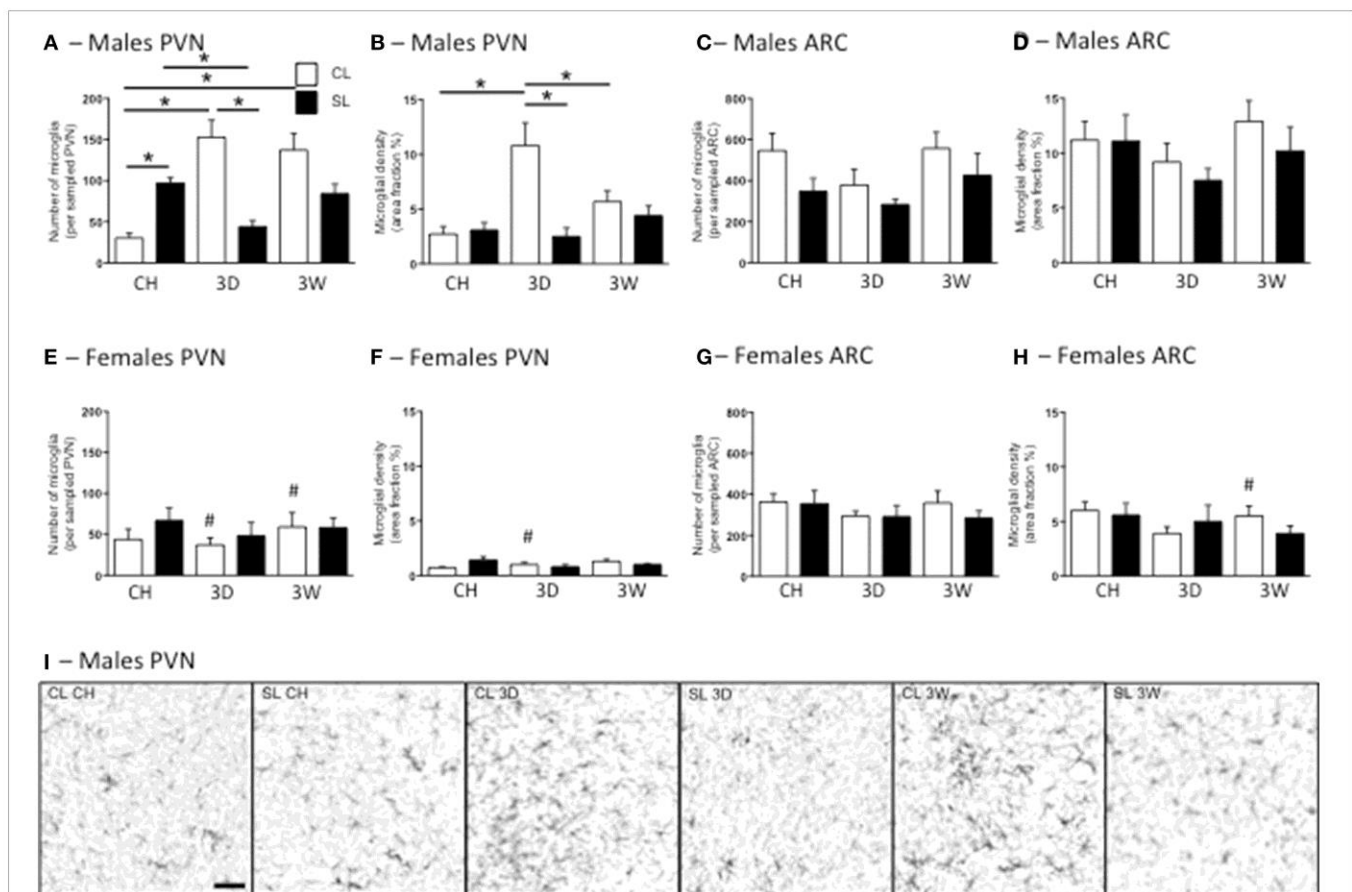 A – Males PVN
B – Males PVN
C – Males ARC
D – Males ARC
* * * * *
CL
SL
* * *
Number of microglia
(per sampled PVN)
200
150
100
50
0
CH 3D 3W
Microglial density
(area fraction %)
15
10
5
0
CH 3D 3W
Number of microglia
(per sampled ARC)
800
600
400
200
0
CH 3D 3W
Microglial density
(area fraction %)
15
10
5
0
CH 3D 3W
E – Females PVN
F – Females PVN
G – Females ARC
H – Females ARC
Number of microglia
(per sampled PVN)
200
150
100
50
0
# #
CH 3D 3W
Microglial density
(area fraction %)
15
10
5
0
#
CH 3D 3W
Number of microglia
(per sampled ARC)
800
600
400
200
0
CH 3D 3W
Microglial density
(area fraction %)
15
10
5
0
#
CH 3D 3W
I – Males PVN
CL CH
SL CH
CL 3D
SL 3D
CL 3W
SL 3W